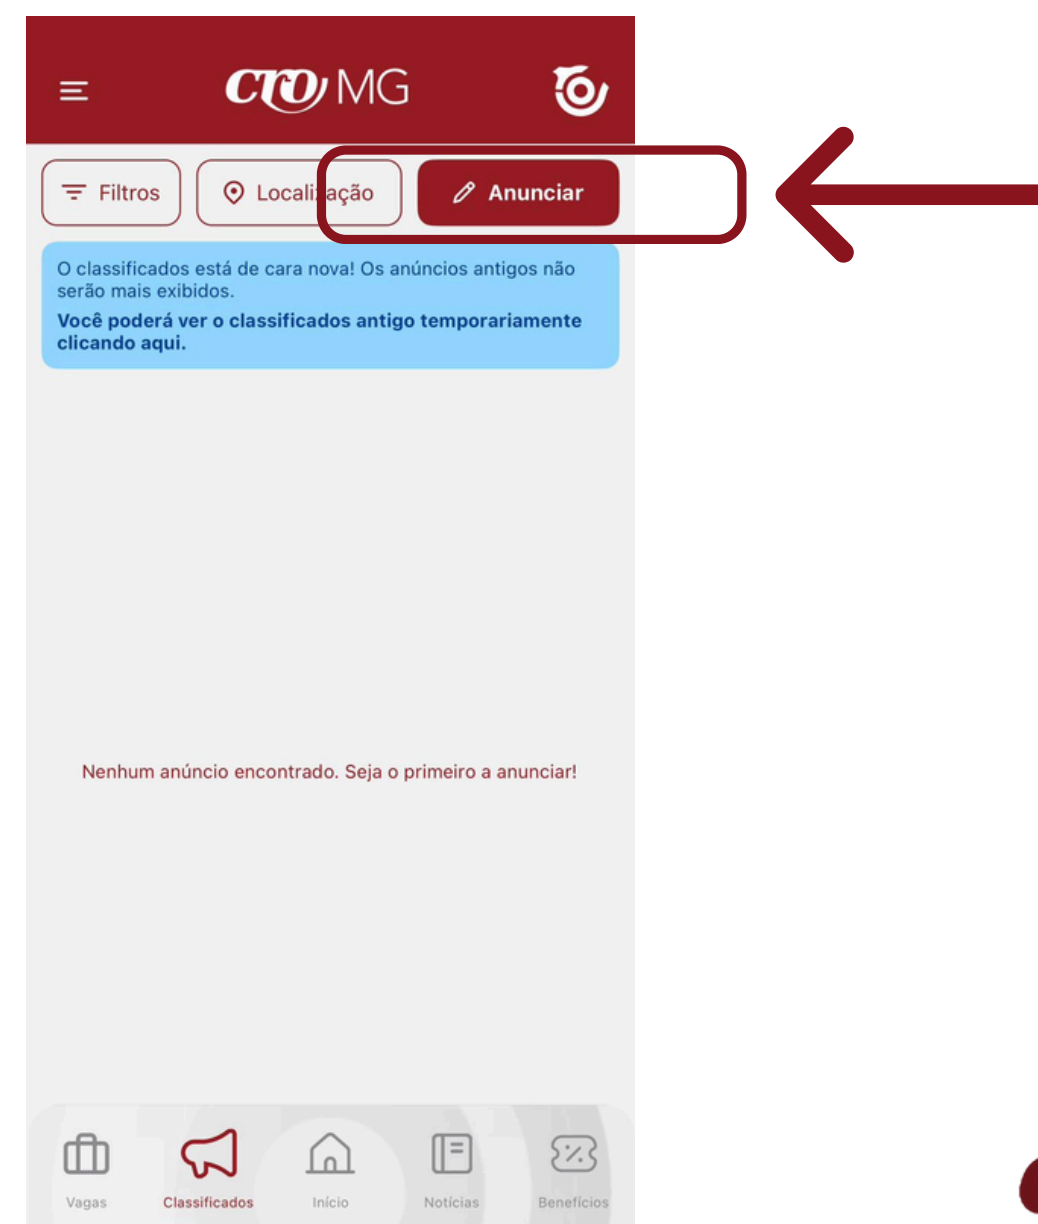 CRO MG
Filtros
Localização
Anunciar
O classificados está de cara nova! Os anúncios antigos não
serão mais exibidos.
Você poderá ver o classificados antigo temporariamente
clicando aqui.
Nenhum anúncio encontrado. Seja o primeiro a anunciar!
Vagas
Classificados
Início
Notícias
Benefícios